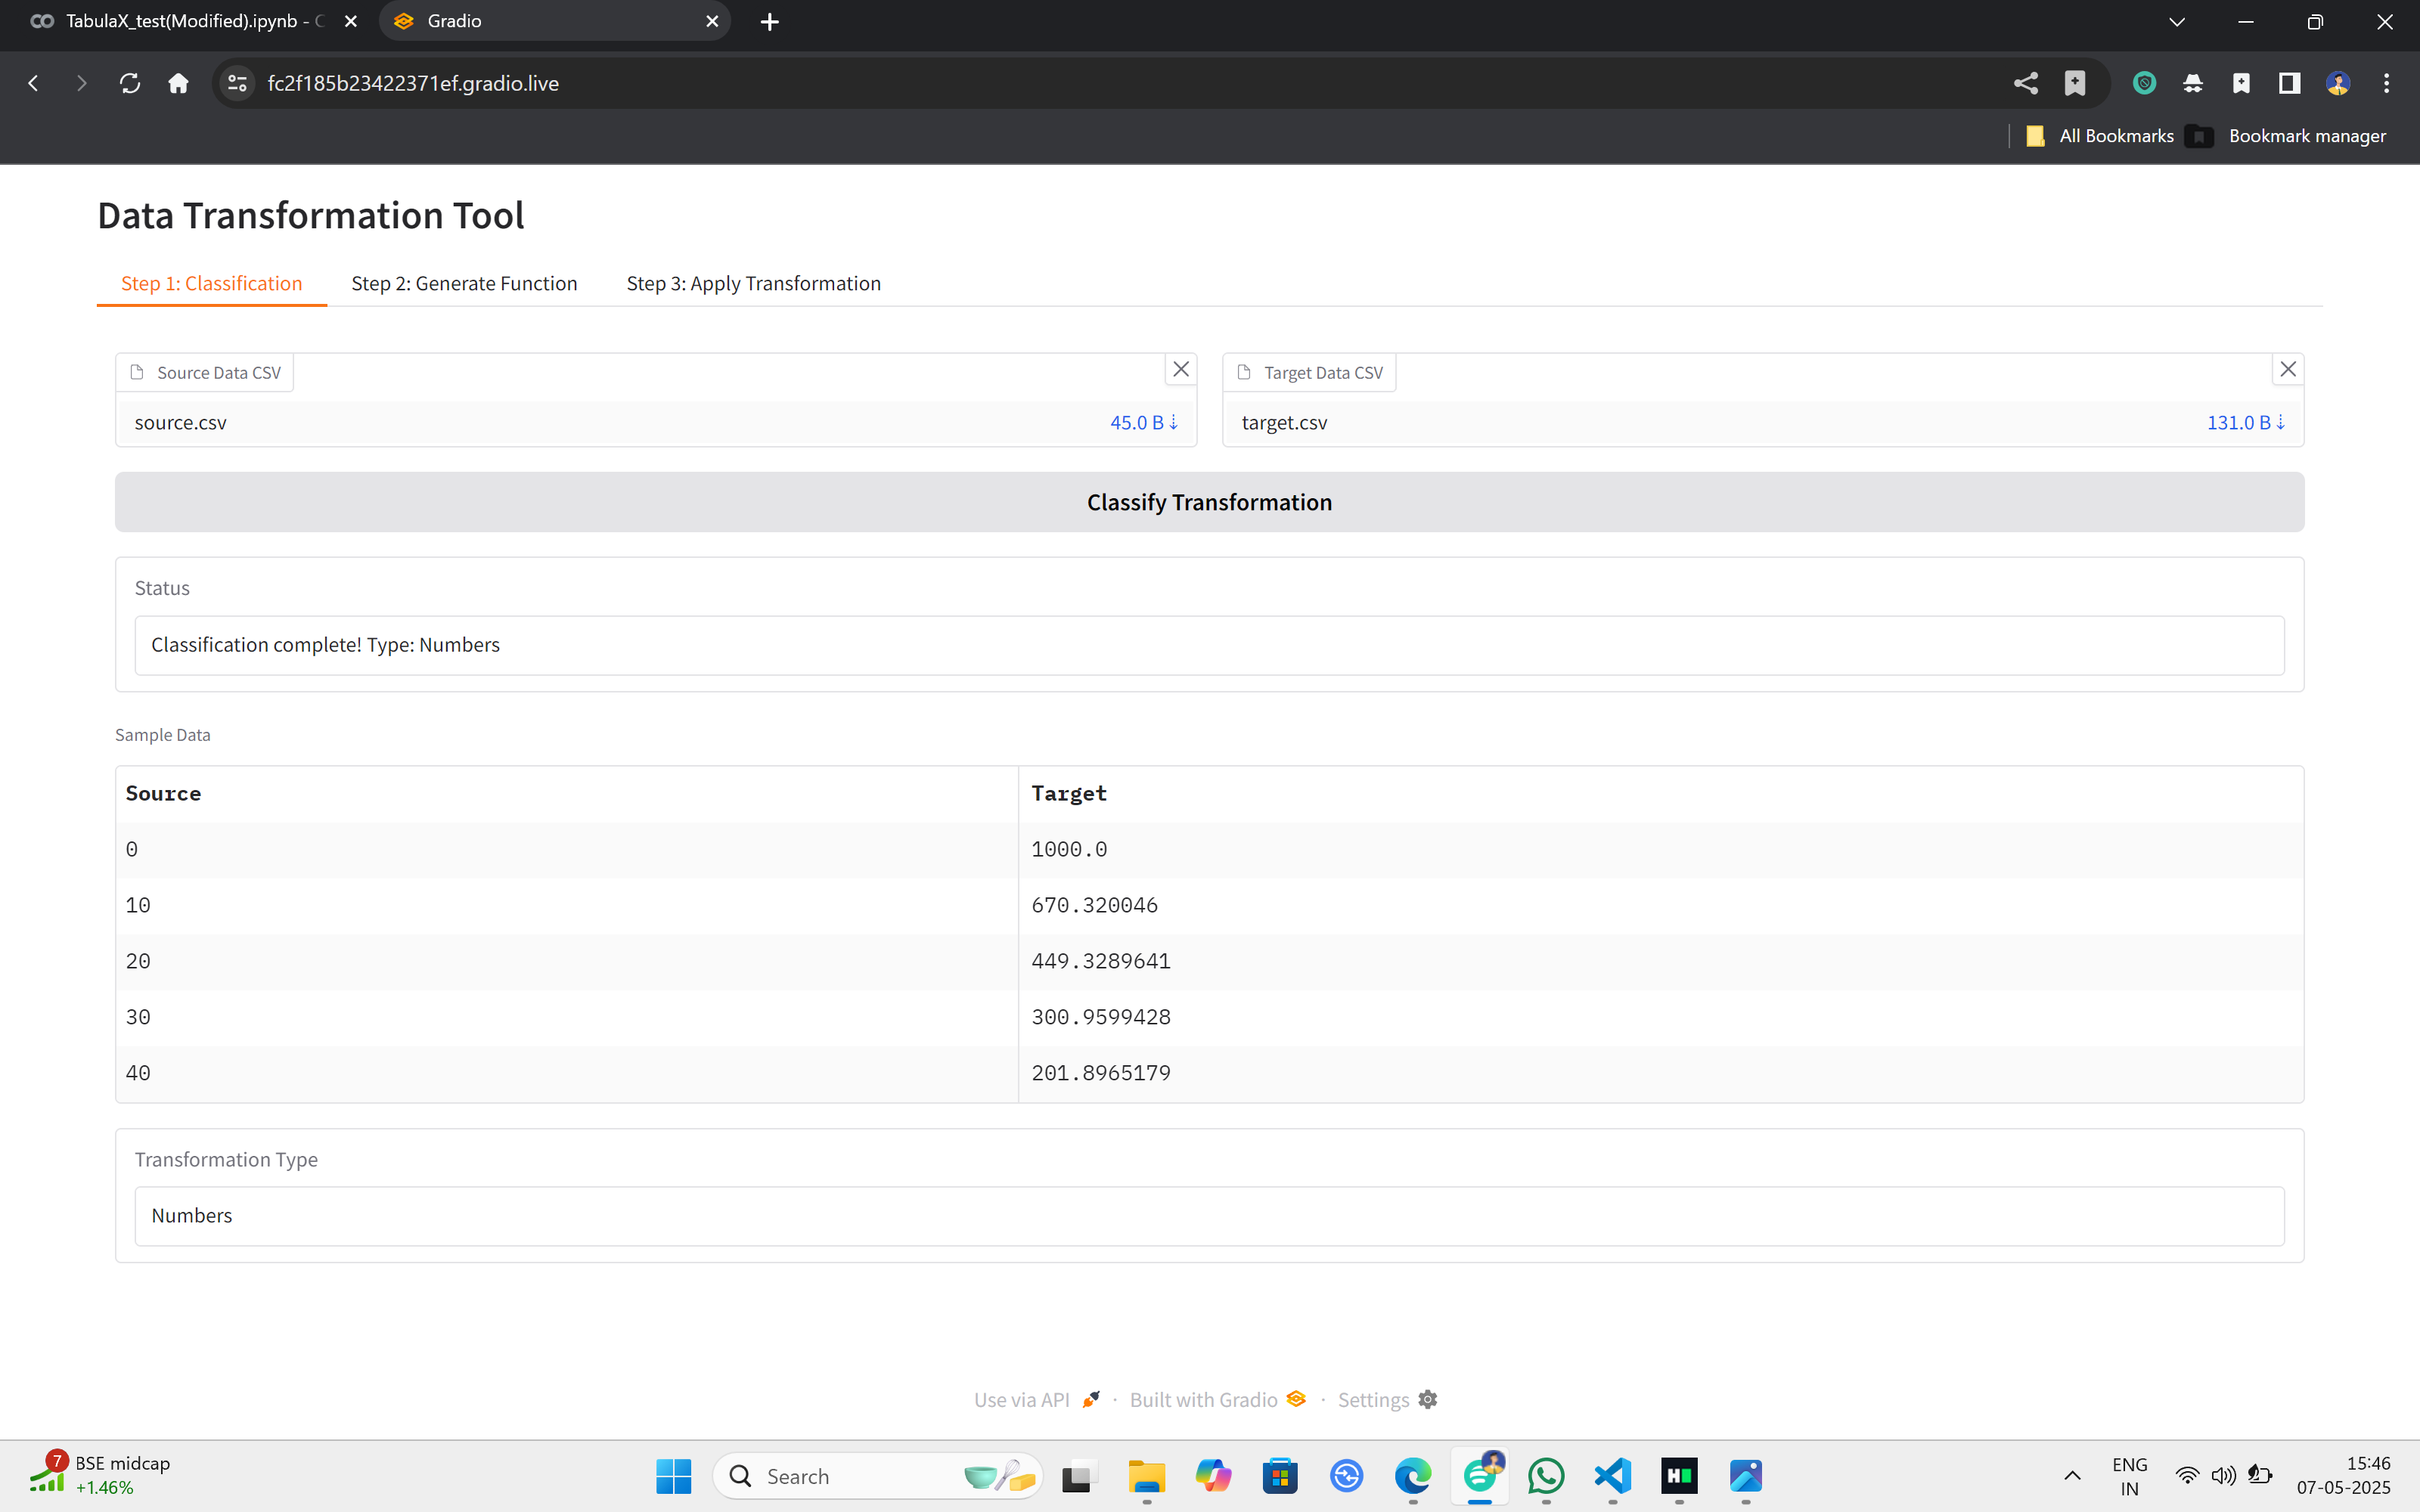 TabulaX_test(Modified).ipynb - C
Gradio
fc2f185b23422371ef.gradio.live
All Bookmarks
Bookmark manager
Data Transformation Tool
Step 1: Classification
Step 2: Generate Function
Step 3: Apply Transformation
Source Data CSV
Target Data CSV
source.csv
45.0 B ⇣
target.csv
131.0 B ⇣
Classify Transformation
Status
Classification complete! Type: Numbers
Sample Data
Source
Target
0
1000.0
10
670.320046
20
449.3289641
30
300.9599428
40
201.8965179
Transformation Type
Numbers
Use via API · Built with Gradio · Settings
7
BSE midcap
+1.46%
Search
ENG
IN
15:46
07-05-2025